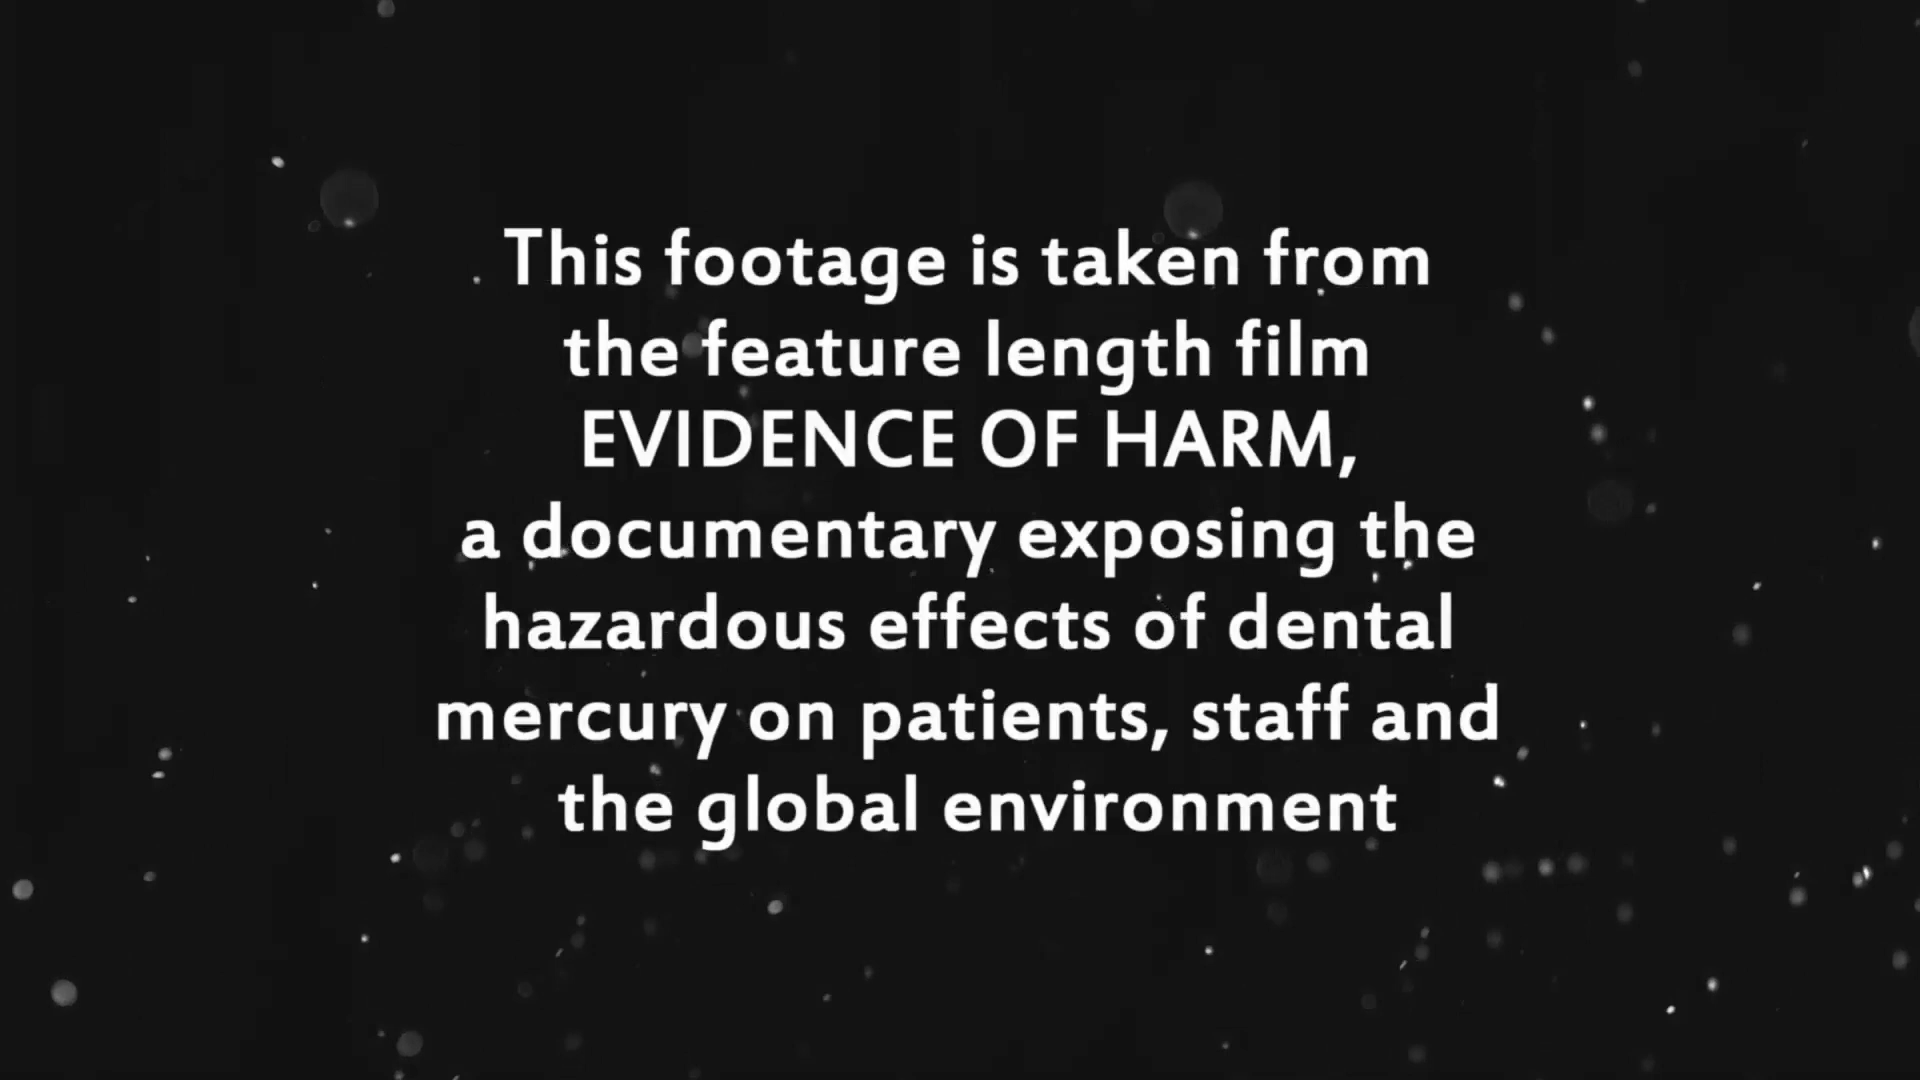 This footage is taken from
the feature length film
EVIDENCE OF HARM,
a documentary exposing the
hazardous effects of dental
mercury on patients, staff and
the global environment